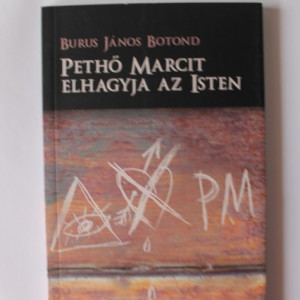 BURUS JÁNOS BOTOND
PETHŐ MARCIT
ELHAGYJA AZ ISTEN
PM